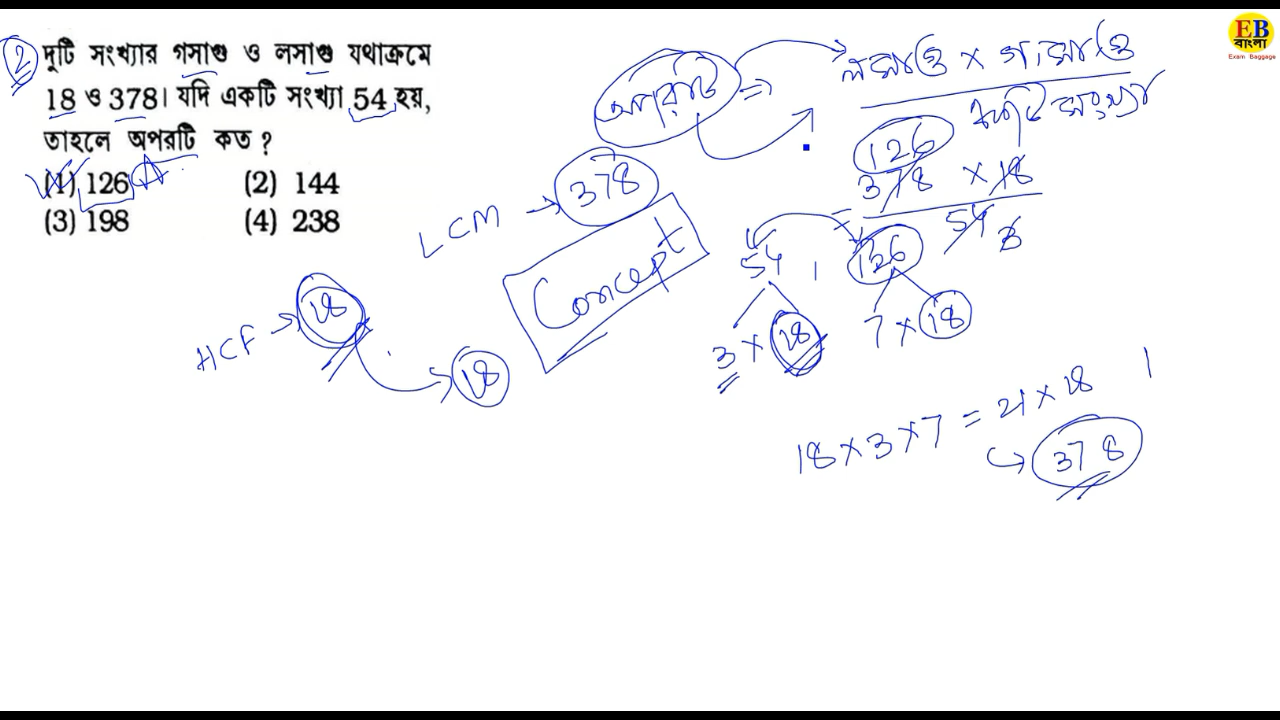 2 দুটি সংখ্যার গসাগু ও লসাগু যথাক্রমে
18 ও 378। যদি একটি সংখ্যা 54 হয়,
তাহলে অপরটি কত ?
(1) 126 (2) 144
(3) 198 (4) 238
EB
বাংলা
Exam Baggage
অপরটি ⇒ লসাগু × গসাগু
একটি সংখ্যা
126
= 378 × 18
54 3
LCM → 378
Concept
HCF → 18
18
54 , 126
3 × 18 7 × 18
18 × 3 × 7 = 21 × 18
378